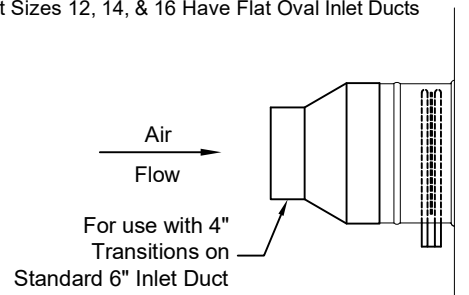 t Sizes 12, 14, & 16 Have Flat Oval Inlet Ducts
Air
Flow
For use with 4"
Transitions on
Standard 6" Inlet Duct